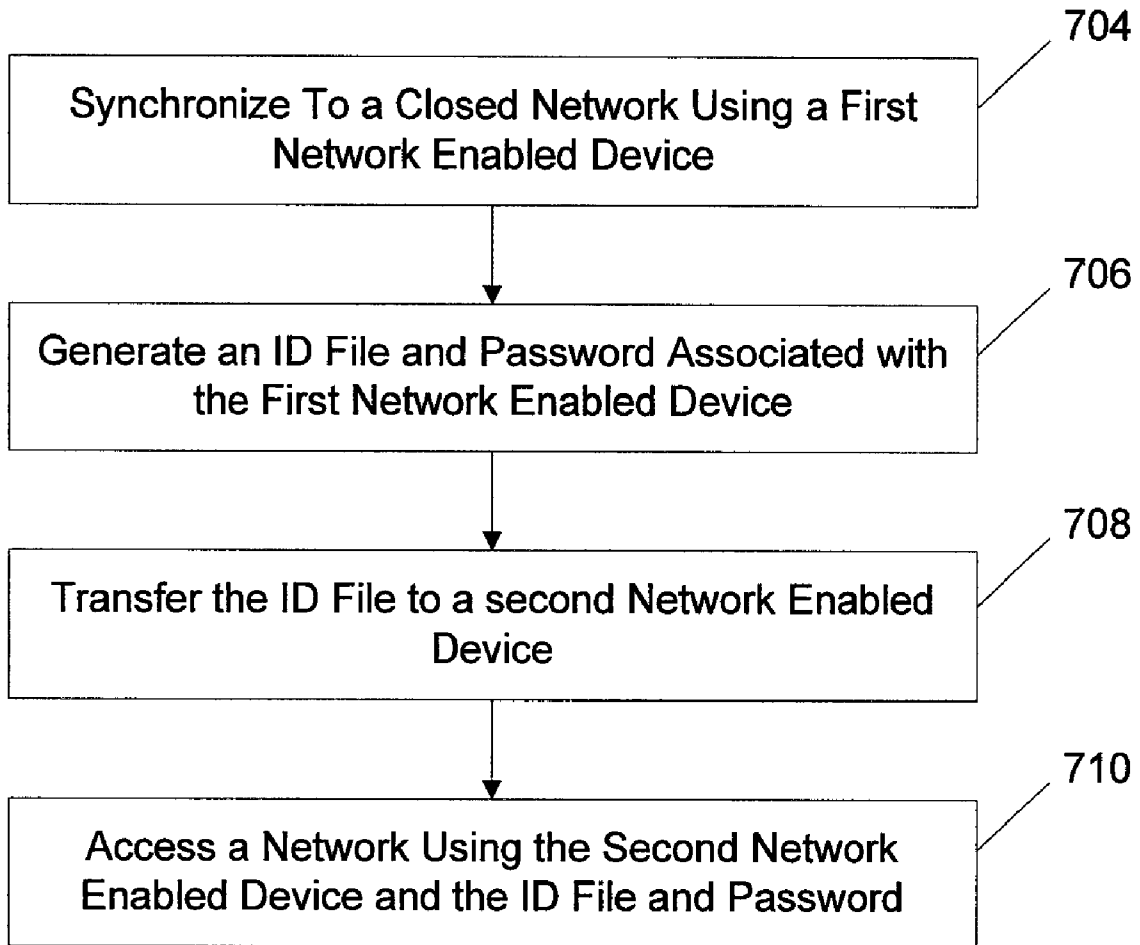 704
Synchronize To a Closed Network Using a First
Network Enabled Device
706
Generate an ID File and Password Associated with
the First Network Enabled Device
708
Transfer the ID File to a second Network Enabled
Device
710
Access a Network Using the Second Network
Enabled Device and the ID File and Password